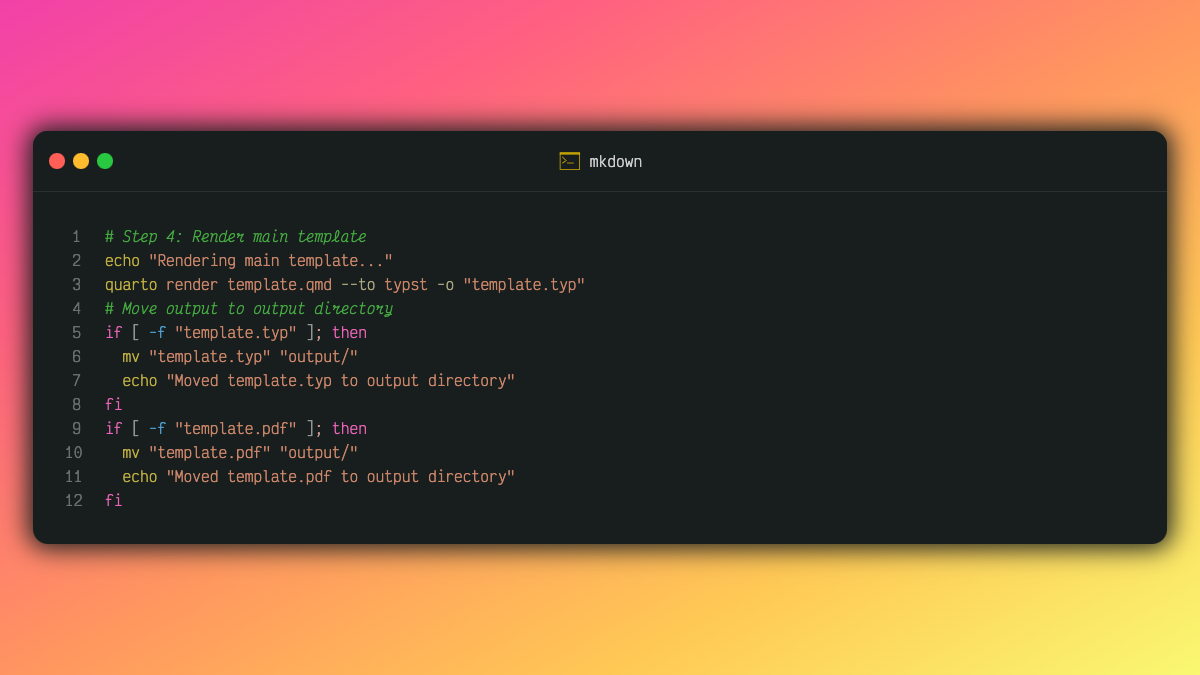 mkdown
1 # Step 4: Render main template
2 echo "Rendering main template..."
3 quarto render template.qmd --to typst -o "template.typ"
4 # Move output to output directory
5 if [ -f "template.typ" ]; then
6   mv "template.typ" "output/"
7   echo "Moved template.typ to output directory"
8 fi
9 if [ -f "template.pdf" ]; then
10   mv "template.pdf" "output/"
11   echo "Moved template.pdf to output directory"
12 fi